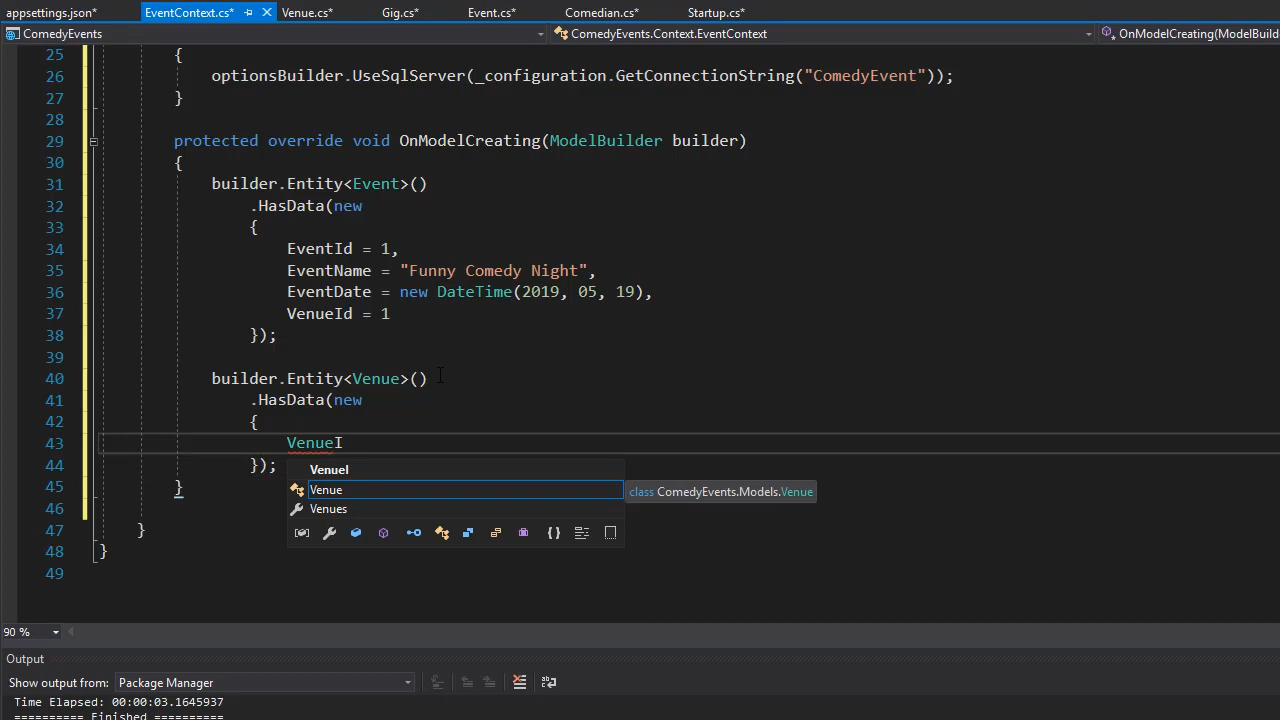 appsettings.json* EventContext.cs* Venue.cs* Gig.cs* Event.cs* Comedian.cs* Startup.cs*
ComedyEvents ComedyEvents.Context.EventContext OnModelCreating(ModelBuild
25 {
26 optionsBuilder.UseSqlServer(_configuration.GetConnectionString("ComedyEvent"));
27 }
28
29 protected override void OnModelCreating(ModelBuilder builder)
30 {
31 builder.Entity<Event>()
32 .HasData(new
33 {
34 EventId = 1,
35 EventName = "Funny Comedy Night",
36 EventDate = new DateTime(2019, 05, 19),
37 VenueId = 1
38 });
39
40 builder.Entity<Venue>()
41 .HasData(new
42 {
43 VenueI
44 });
VenueI
45 }
Venue class ComedyEvents.Models.Venue
46
Venues
47 }
48 }
49
90 %
Output
Show output from: Package Manager
Time Elapsed: 00:00:03.1645937
========== Finished ==========